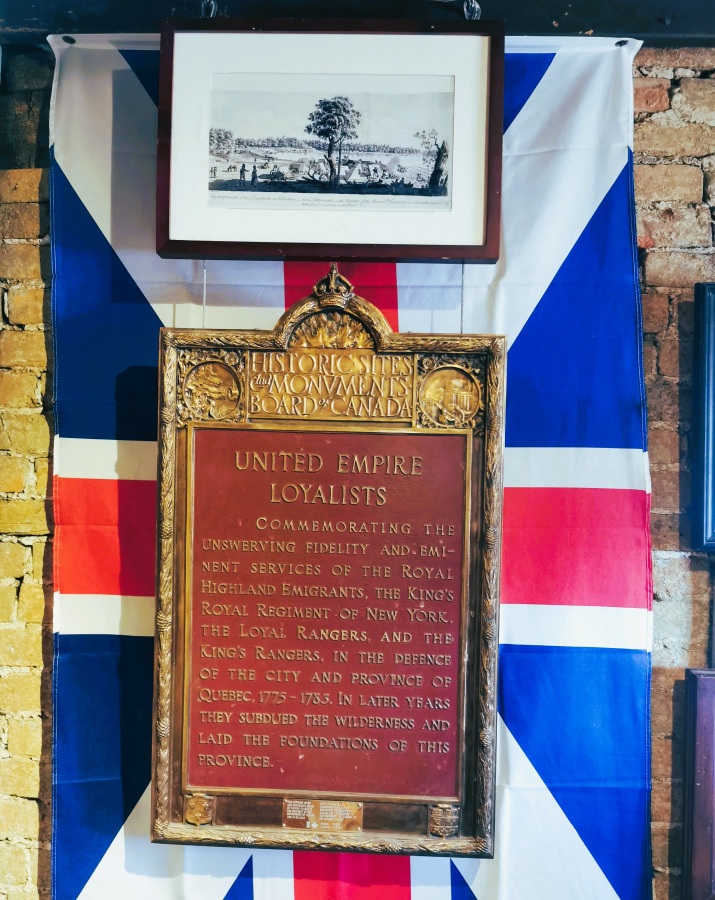 HISTORIC SITES
and MONVMENTS
BOARD of CANADA
UNITED EMPIRE
LOYALISTS
COMMEMORATING THE
UNSWERVING FIDELITY AND EMI-
NENT SERVICES OF THE ROYAL
HIGHLAND EMIGRANTS, THE KING'S
ROYAL REGIMENT OF NEW YORK,
THE LOYAL RANGERS, AND THE
KING'S RANGERS, IN THE DEFENCE
OF THE CITY AND PROVINCE OF
QUEBEC, 1775-1783. IN LATER YEARS
THEY SUBDUED THE WILDERNESS AND
LAID THE FOUNDATIONS OF THIS
PROVINCE.